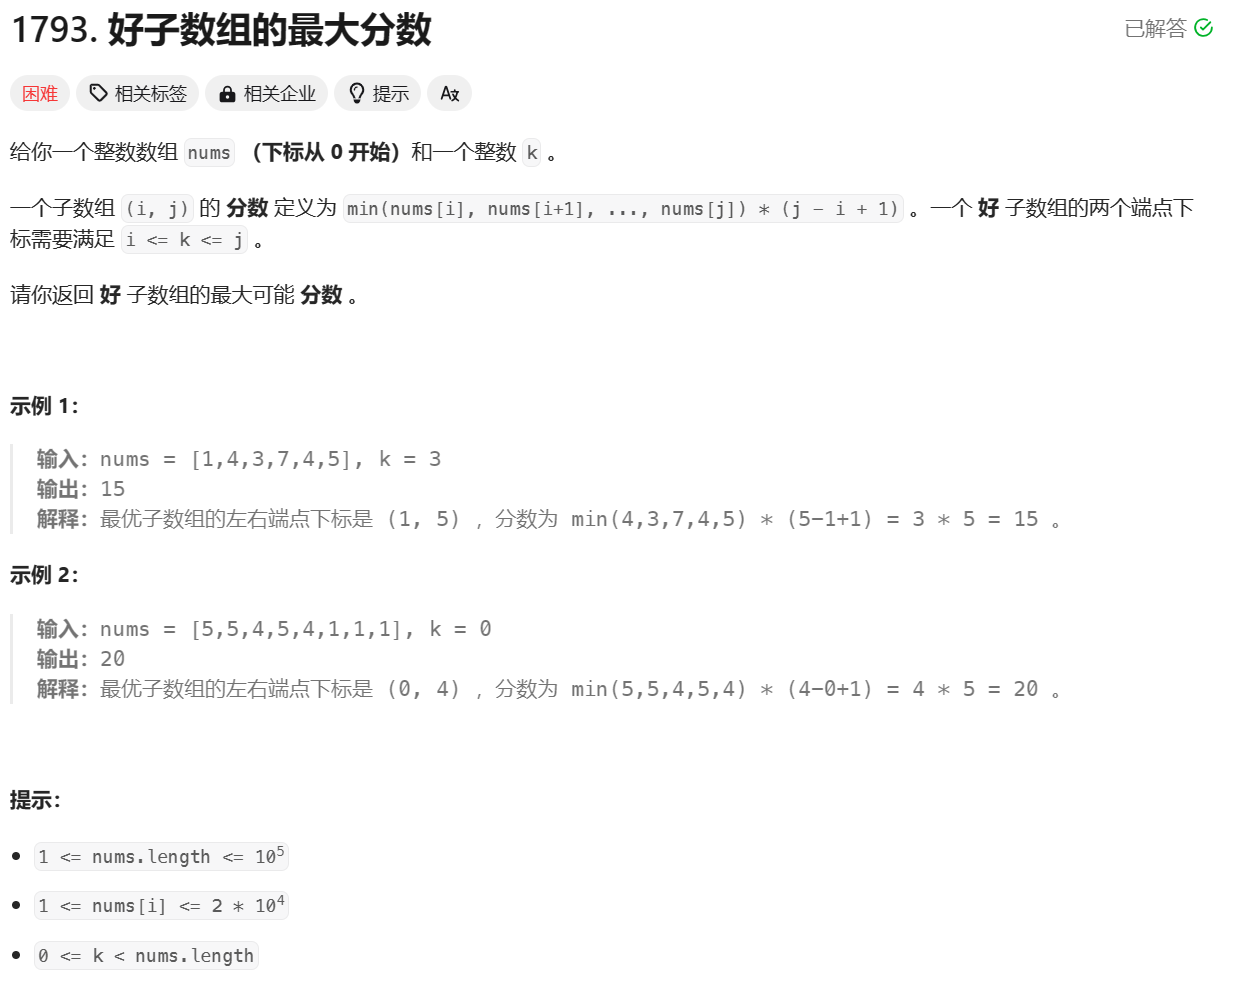 1793. 好子数组的最大分数
已解答
困难 相关标签 相关企业 提示 A文
给你一个整数数组 nums （下标从 0 开始）和一个整数 k 。
一个子数组 (i, j) 的 分数 定义为 min(nums[i], nums[i+1], ..., nums[j]) * (j - i + 1) 。一个 好 子数组的两个端点下
标需要满足 i <= k <= j 。
请你返回 好 子数组的最大可能 分数 。
示例 1：
输入：nums = [1,4,3,7,4,5], k = 3
输出：15
解释：最优子数组的左右端点下标是 (1, 5) ，分数为 min(4,3,7,4,5) * (5-1+1) = 3 * 5 = 15 。
示例 2：
输入：nums = [5,5,4,5,4,1,1,1], k = 0
输出：20
解释：最优子数组的左右端点下标是 (0, 4) ，分数为 min(5,5,4,5,4) * (4-0+1) = 4 * 5 = 20 。
提示：
• 1 <= nums.length <= 10⁵
• 1 <= nums[i] <= 2 * 10⁴
• 0 <= k < nums.length